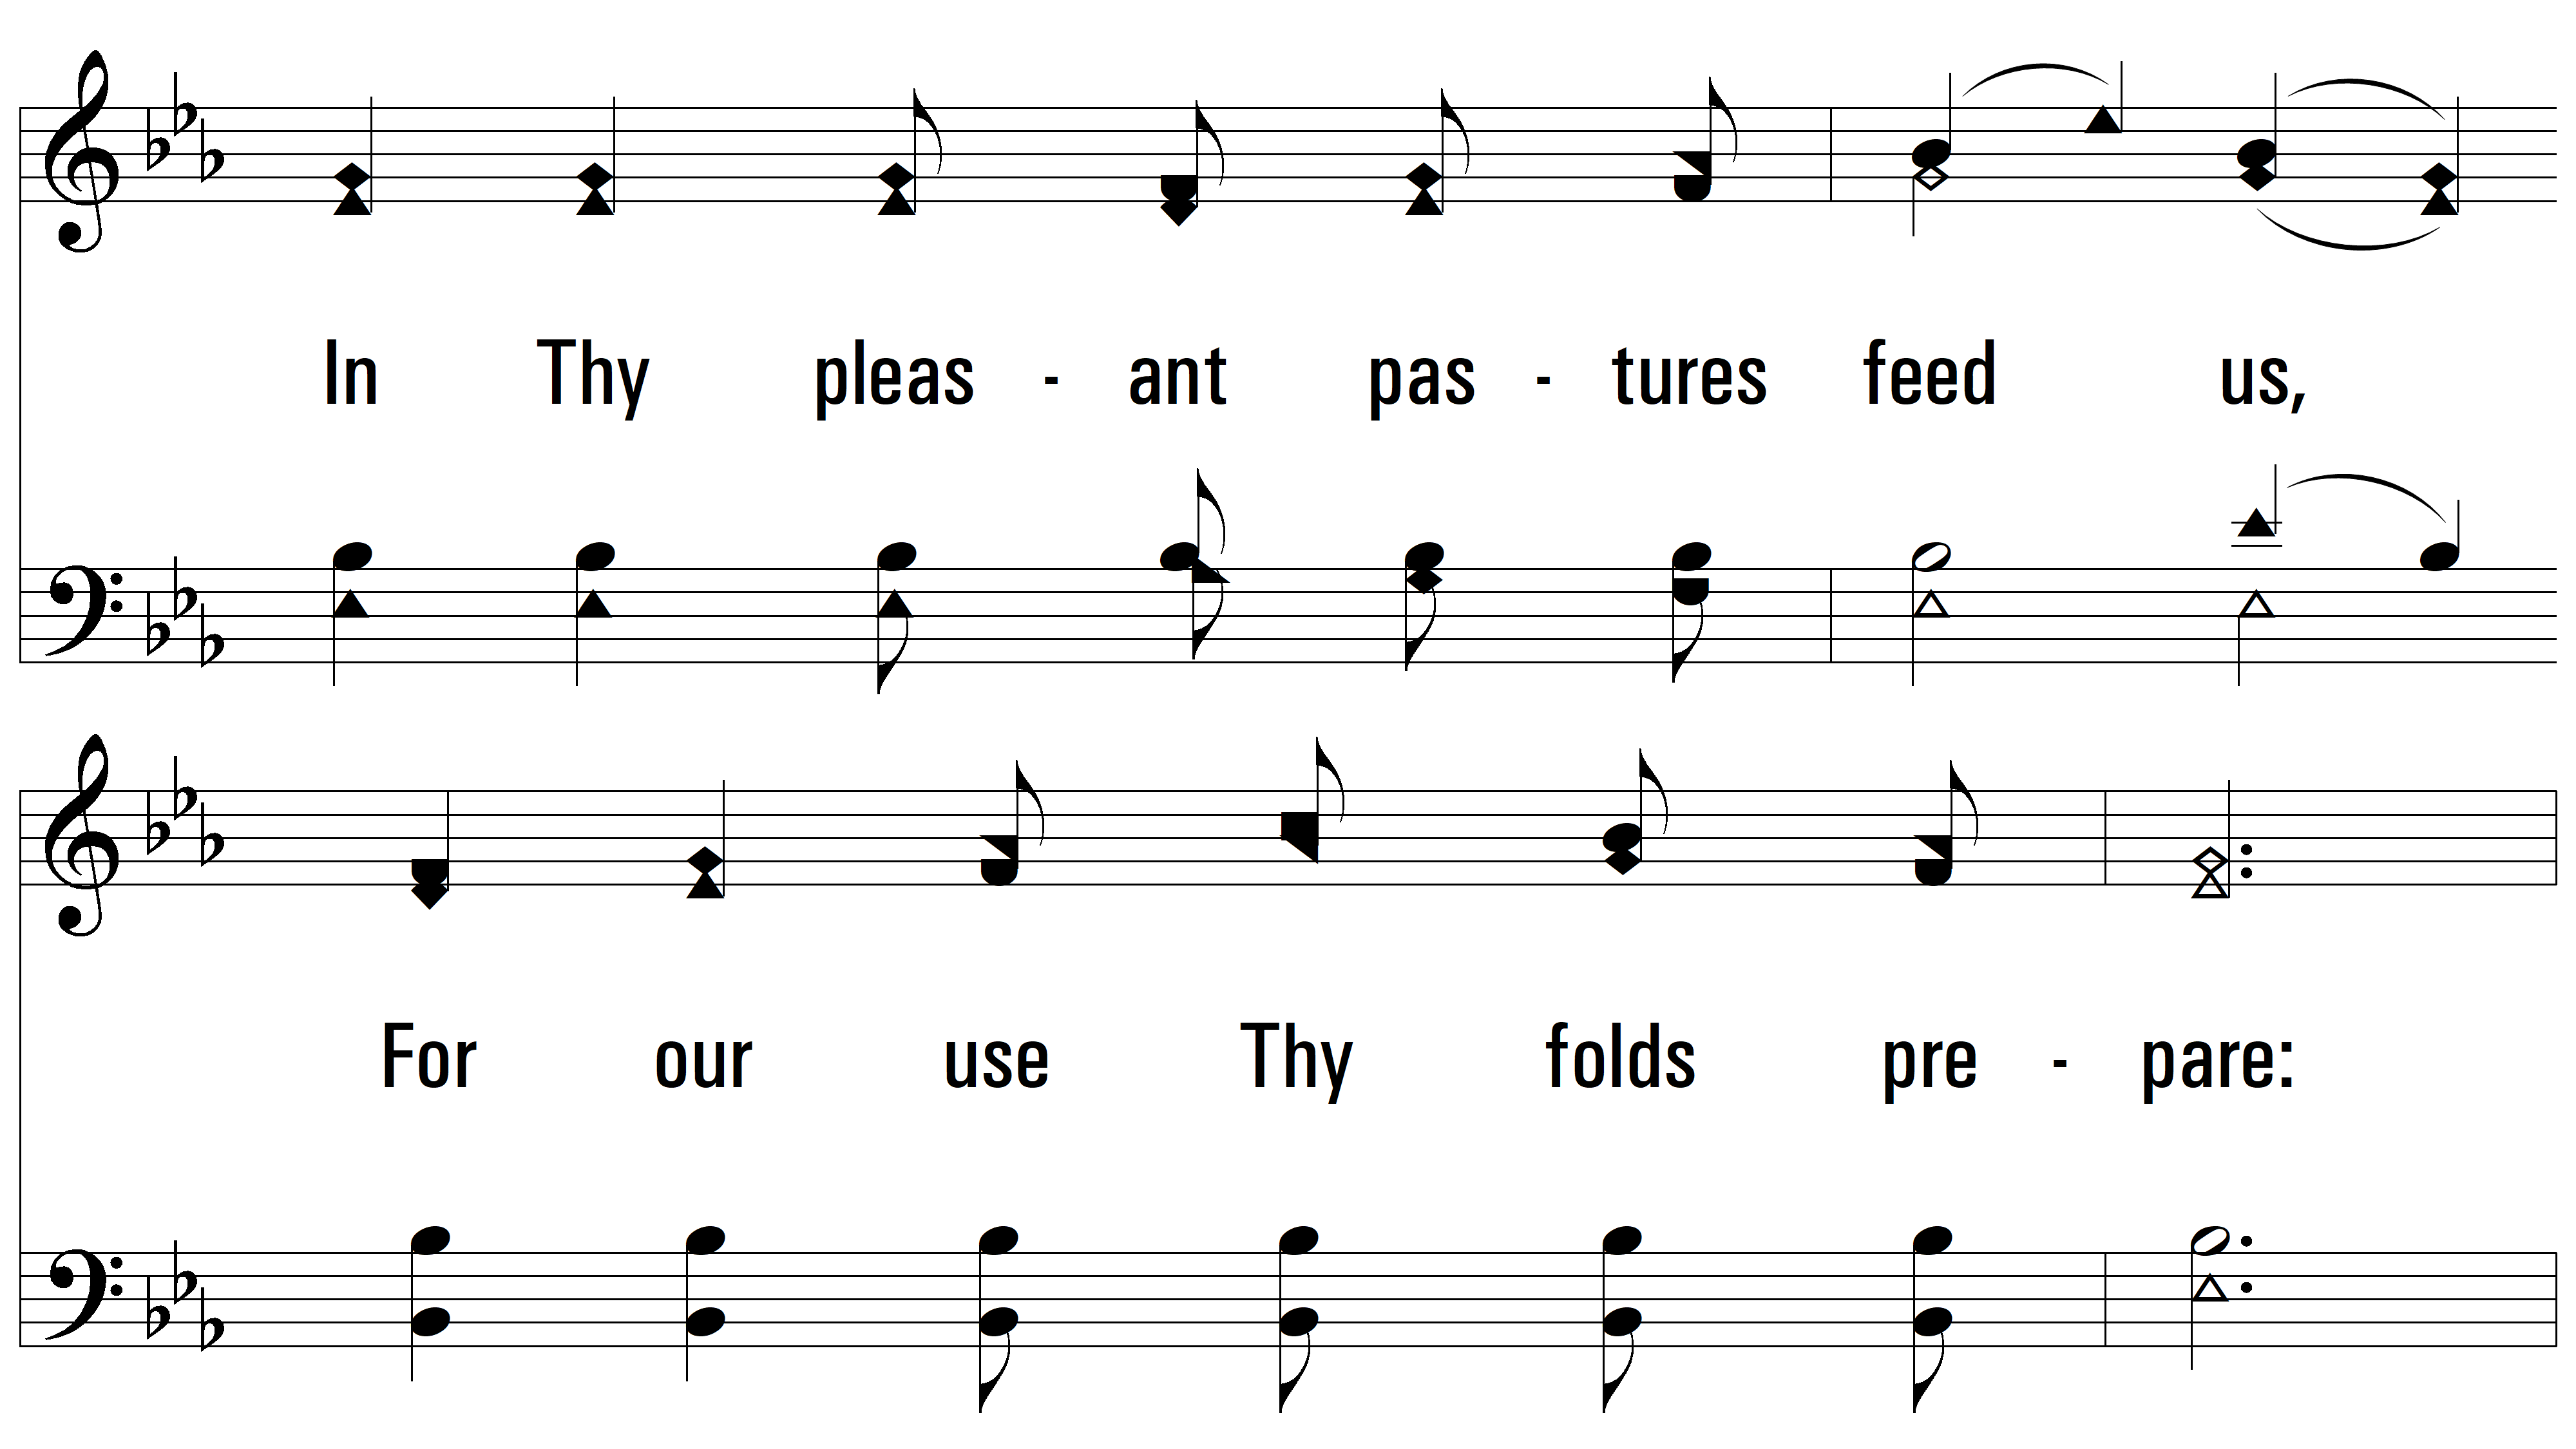 In Thy pleas - ant pas - tures feed us,
For our use Thy folds pre - pare: